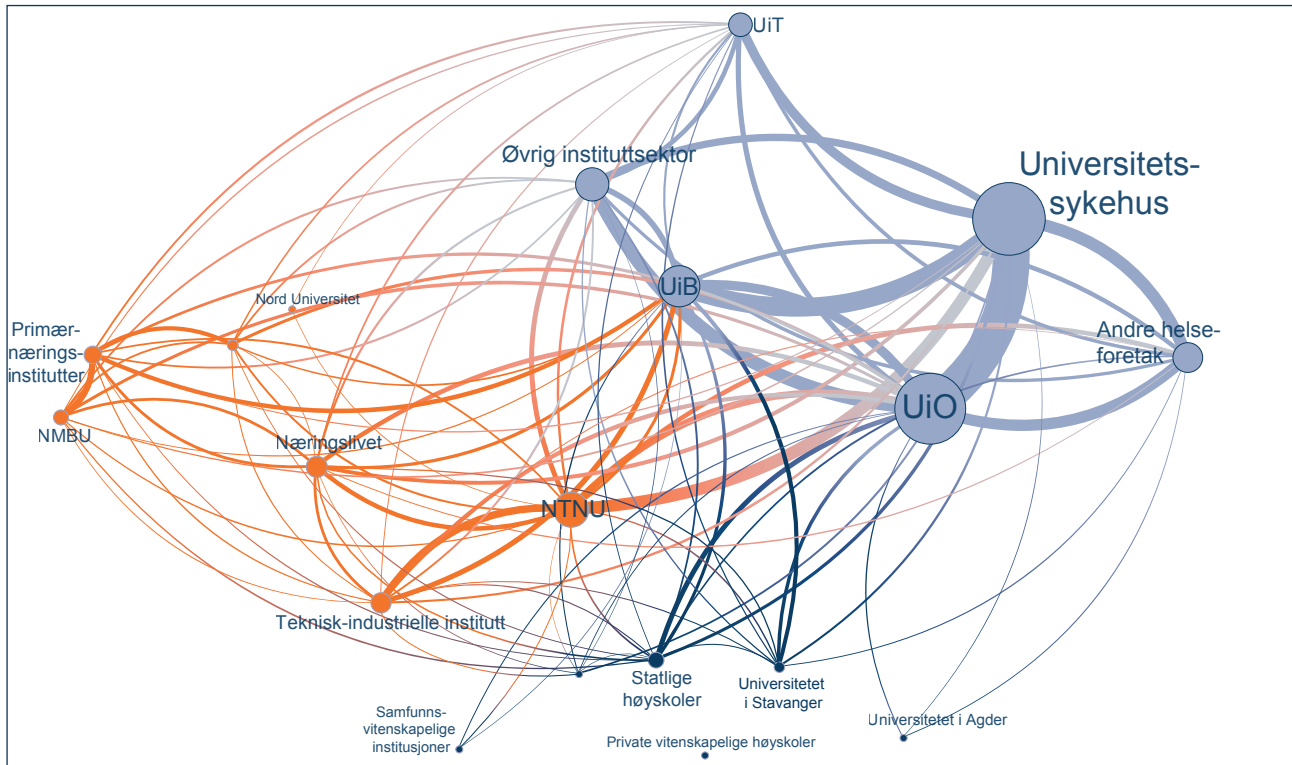 UiT
Øvrig instituttsektor
Universitets-
sykehus
UiB
Nord Universitet
Primær-
nærings-
institutter
Andre helse-
foretak
UiO
NMBU
Næringslivet
NTNU
Teknisk-industrielle institutt
Statlige
høyskoler
Universitetet
i Stavanger
Samfunns-
vitenskapelige
institusjoner
Universitetet i Agder
Private vitenskapelige høyskoler